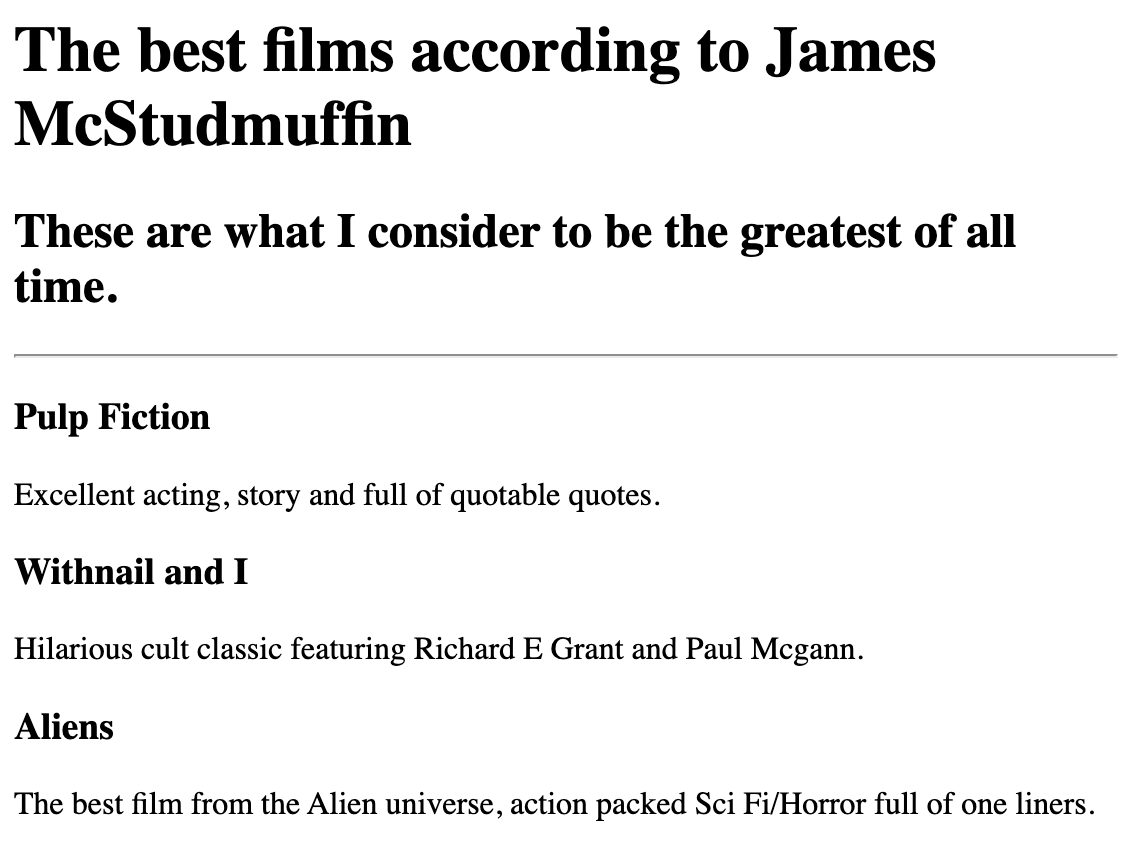 The best films according to James
McStudmuffin
These are what I consider to be the greatest of all
time.
Pulp Fiction
Excellent acting, story and full of quotable quotes.
Withnail and I
Hilarious cult classic featuring Richard E Grant and Paul Mcgann.
Aliens
The best film from the Alien universe, action packed Sci Fi/Horror full of one liners.